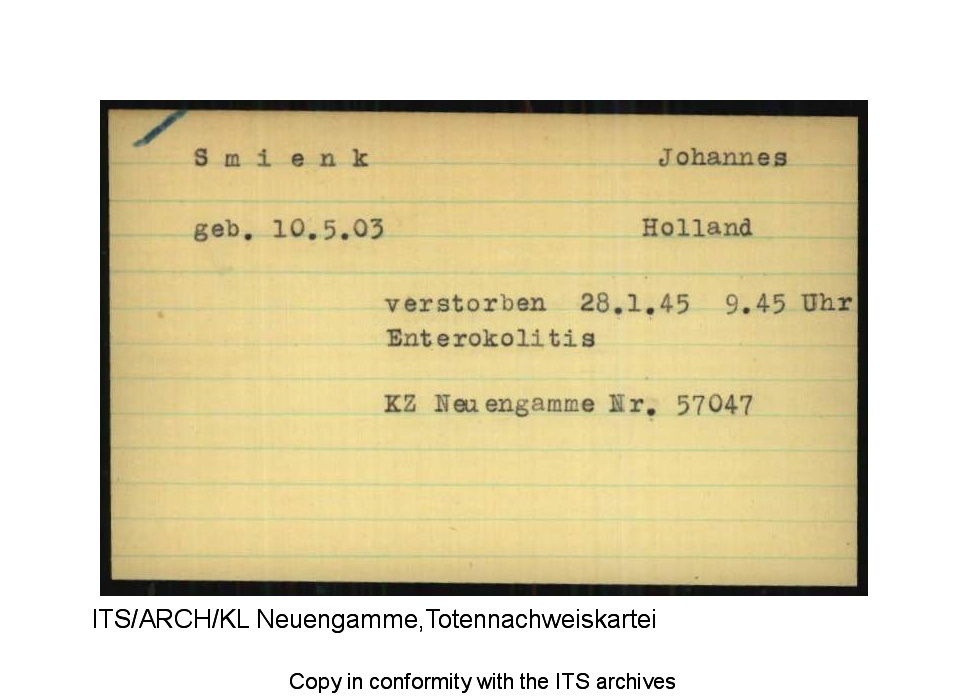 S m i e n k Johannes
geb. 10.5.03 Holland
verstorben 28.1.45 9.45 Uhr
Enterokolitis
KZ Neuengamme Nr. 57047
ITS/ARCH/KL Neuengamme,Totennachweiskartei
Copy in conformity with the ITS archives